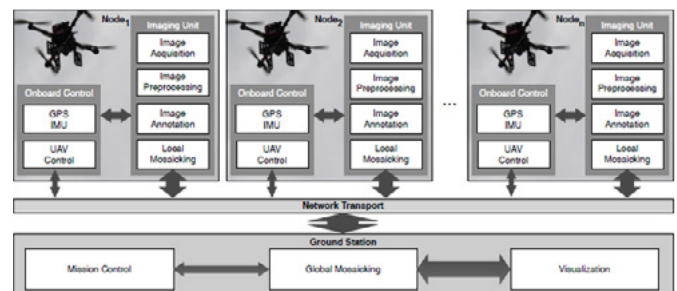 Node1
Imaging Unit
Image
Acquisition
Image
Preprocessing
Onboard Control
GPS
IMU
Image
Annotation
UAV
Control
Local
Mosaicking
Node2
Imaging Unit
Image
Acquisition
Image
Preprocessing
Onboard Control
GPS
IMU
Image
Annotation
UAV
Control
Local
Mosaicking
...
Noden
Imaging Unit
Image
Acquisition
Image
Preprocessing
Onboard Control
GPS
IMU
Image
Annotation
UAV
Control
Local
Mosaicking
Network Transport
Ground Station
Mission Control
Global Mosaicking
Visualization